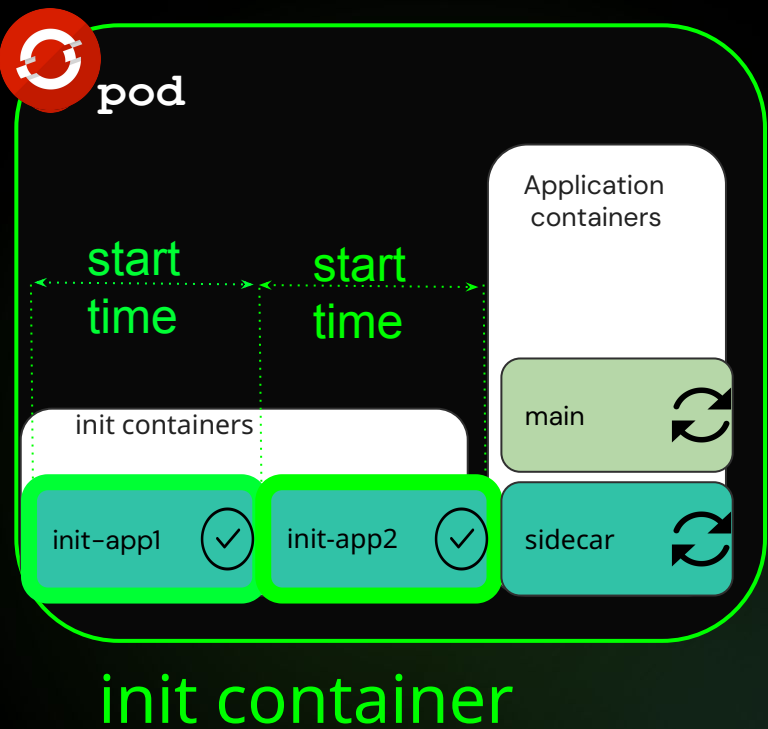 pod
Application
containers
start
time
start
time
init containers
main
init-app1
init-app2
sidecar
init container